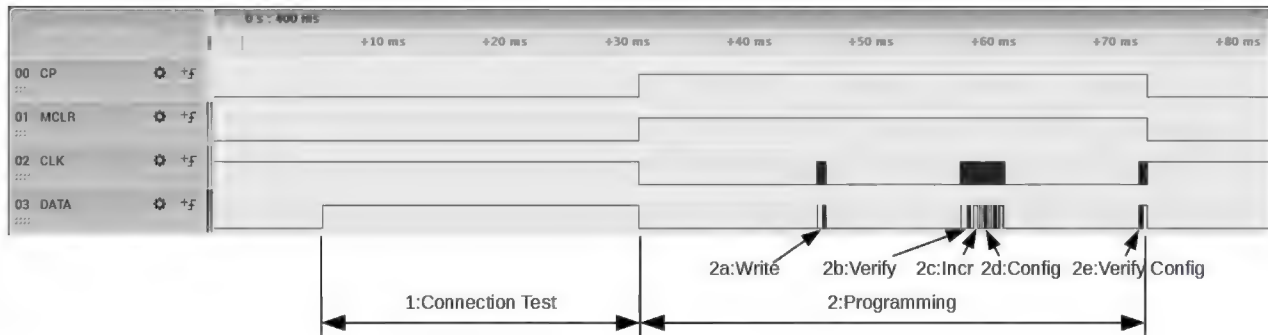 0 s : 400 ms
+10 ms +20 ms +30 ms +40 ms +50 ms +60 ms +70 ms +80 ms
00 CP
01 MCLR
02 CLK
03 DATA
2a:Write 2b:Verify 2c:Incr 2d:Config 2e:Verify Config
1:Connection Test 2:Programming